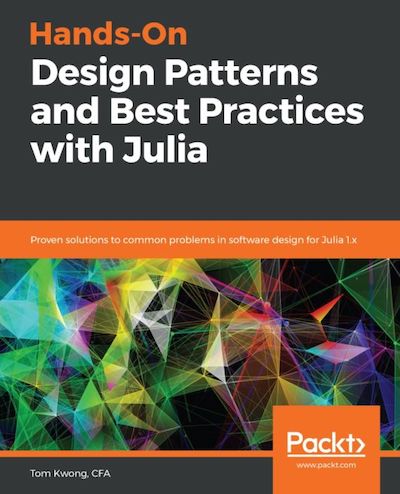 Hands-On
Design Patterns
and Best Practices
with Julia
Proven solutions to common problems in software design for Julia 1.x
Packt>
www.packt.com
Tom Kwong, CFA